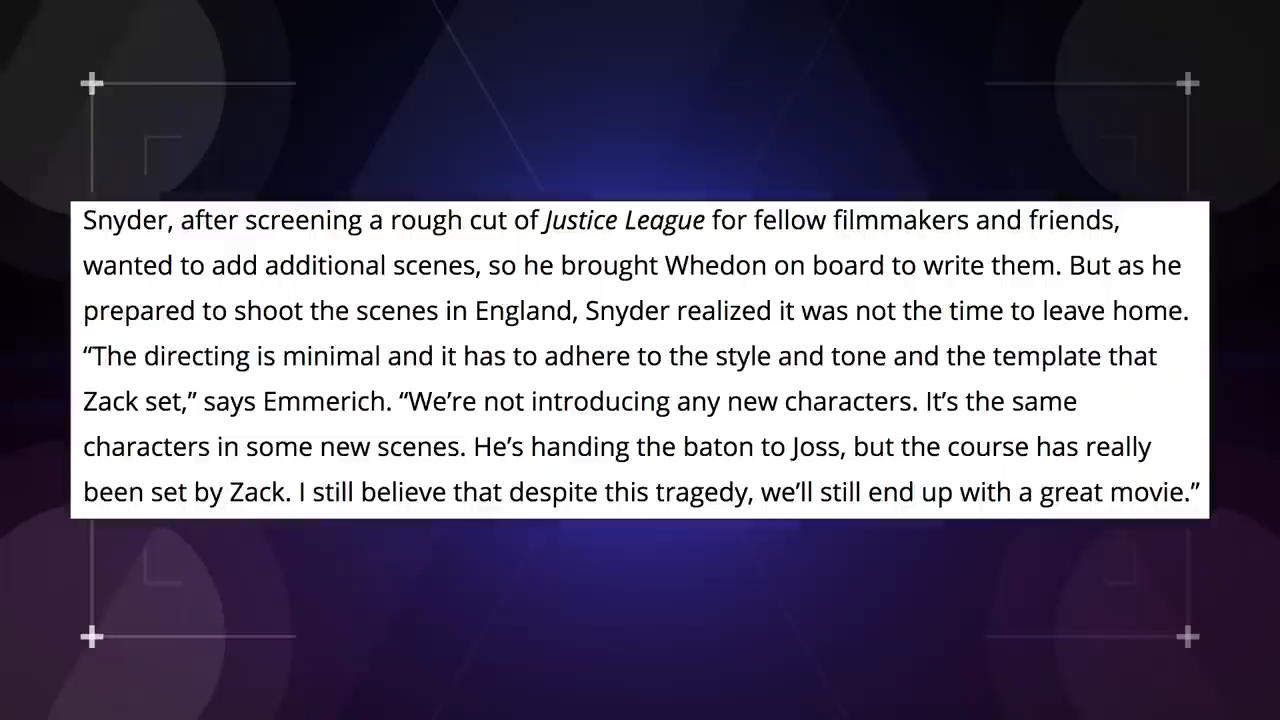 Snyder, after screening a rough cut of Justice League for fellow filmmakers and friends,
wanted to add additional scenes, so he brought Whedon on board to write them. But as he
prepared to shoot the scenes in England, Snyder realized it was not the time to leave home.
“The directing is minimal and it has to adhere to the style and tone and the template that
Zack set,” says Emmerich. “We’re not introducing any new characters. It’s the same
characters in some new scenes. He’s handing the baton to Joss, but the course has really
been set by Zack. I still believe that despite this tragedy, we’ll still end up with a great movie.”